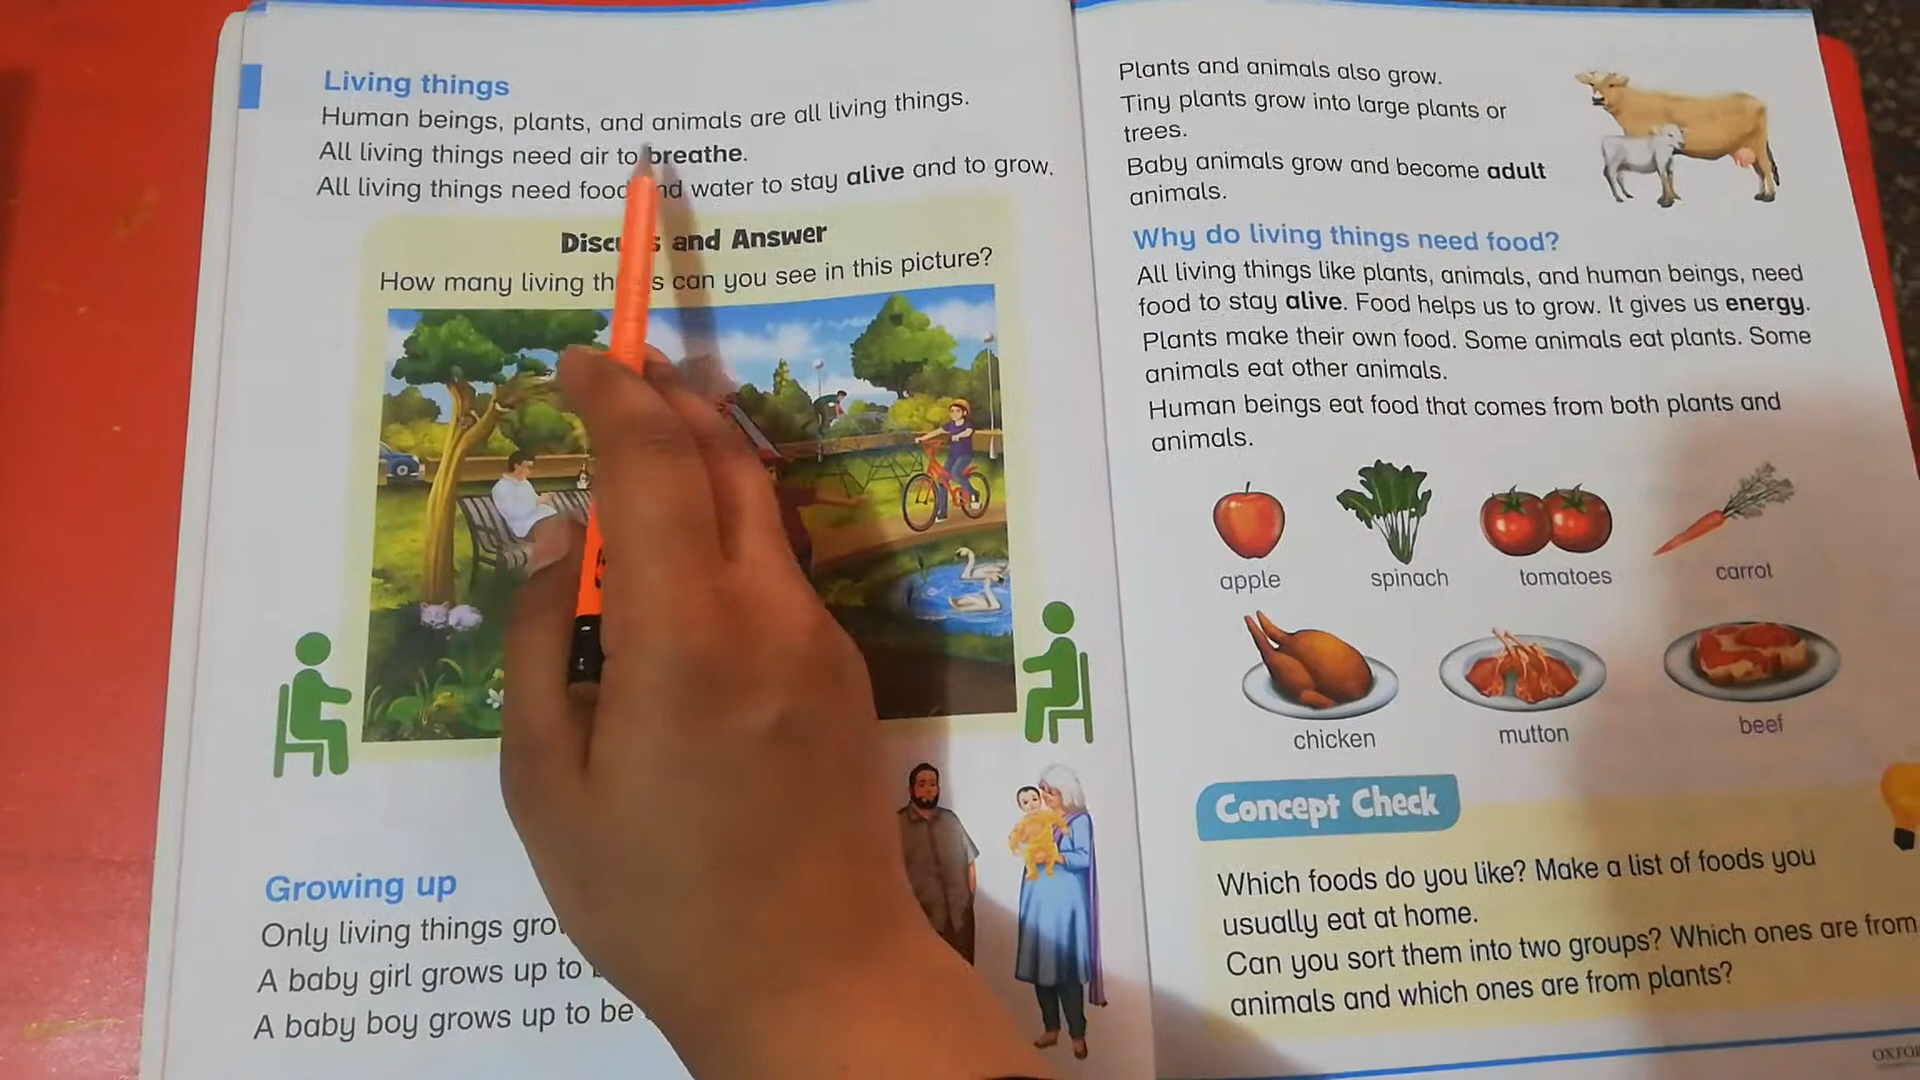 Living things
Human beings, plants, and animals are all living things.
All living things need air to breathe.
All living things need food and water to stay alive and to grow.
Discuss and Answer
How many living things can you see in this picture?
Growing up
Only living things
A baby girl grows up to
A baby boy grows up to be
Plants and animals also grow.
Tiny plants grow into large plants or
trees.
Baby animals grow and become adult
animals.
Why do living things need food?
All living things like plants, animals, and human beings, need
food to stay alive. Food helps us to grow. It gives us energy.
Plants make their own food. Some animals eat plants. Some
animals eat other animals.
Human beings eat food that comes from both plants and
animals.
apple spinach tomatoes carrot
chicken mutton beef
Concept Check
Which foods do you like? Make a list of foods you
usually eat at home.
Can you sort them into two groups? Which ones are from
animals and which ones are from plants?